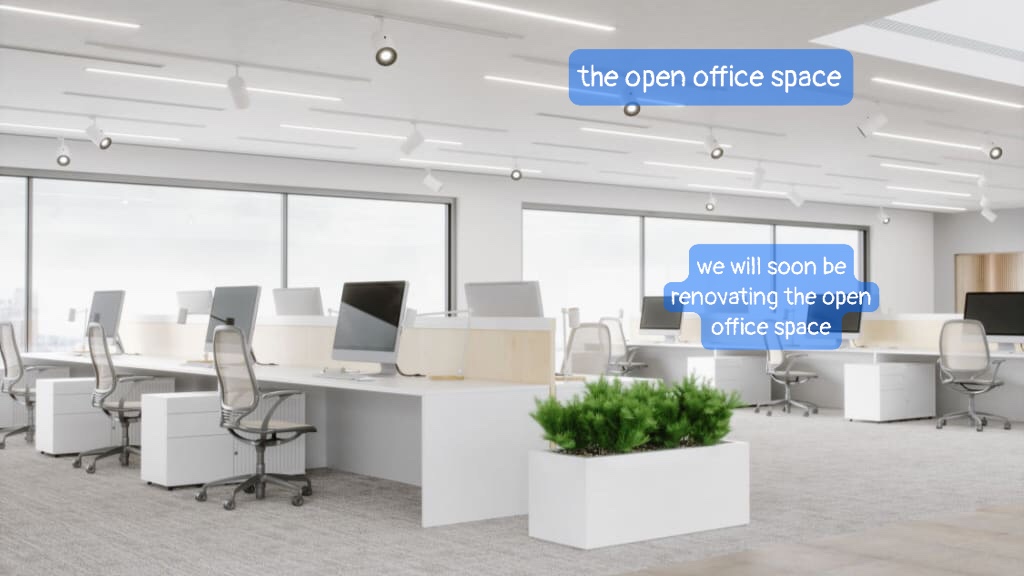 the open office space
we will soon be
renovating the open
office space